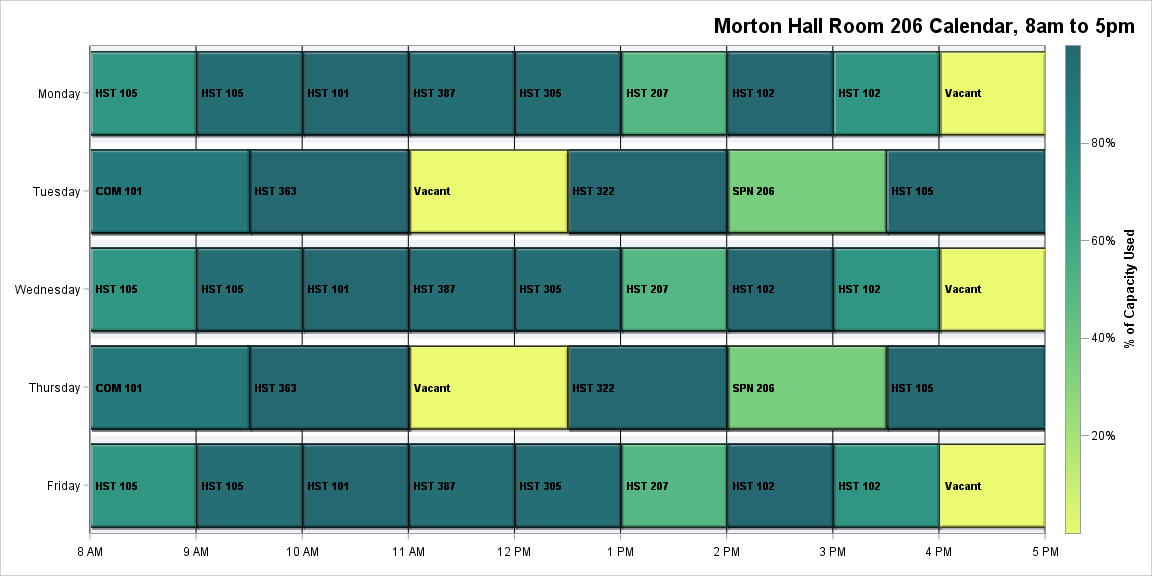 Morton Hall Room 206 Calendar, 8am to 5pm
Monday HST 105 HST 105 HST 101 HST 387 HST 305 HST 207 HST 102 HST 102 Vacant
80%
Tuesday COM 101 HST 363 Vacant HST 322 SPN 206 HST 105
60%
% of Capacity Used
Wednesday HST 105 HST 105 HST 101 HST 387 HST 305 HST 207 HST 102 HST 102 Vacant
40%
Thursday COM 101 HST 363 Vacant HST 322 SPN 206 HST 105
20%
Friday HST 105 HST 105 HST 101 HST 387 HST 305 HST 207 HST 102 HST 102 Vacant
8 AM 9 AM 10 AM 11 AM 12 PM 1 PM 2 PM 3 PM 4 PM 5 PM